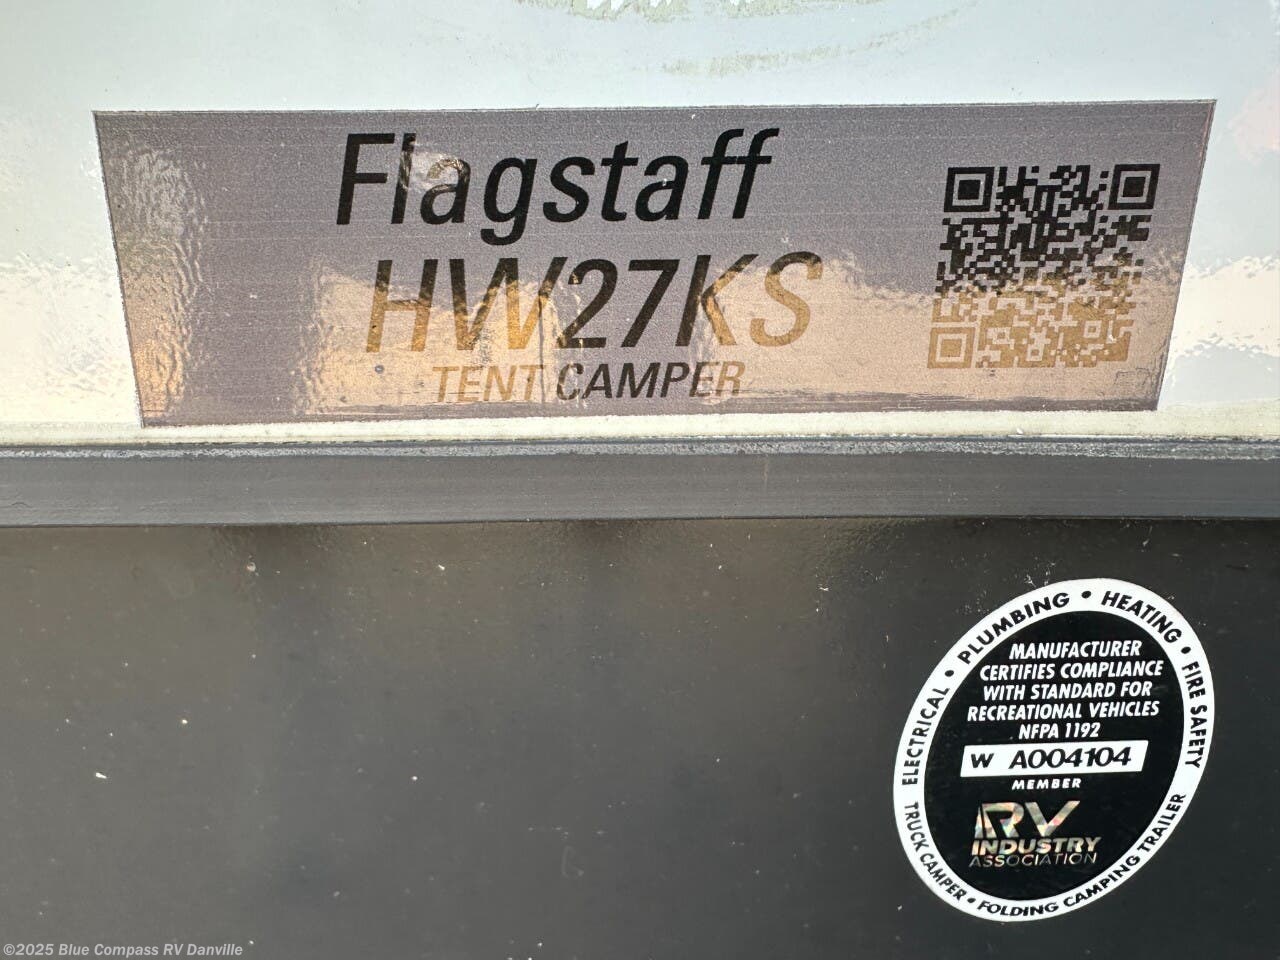 Flagstaff
HW27KS
TENT CAMPER
ELECTRICAL • PLUMBING • HEATING • FIRE SAFETY
MANUFACTURER
CERTIFIES COMPLIANCE
WITH STANDARD FOR
RECREATIONAL VEHICLES
NFPA 1192
W A004104
MEMBER
RV
INDUSTRY
ASSOCIATION
TRUCK CAMPER • FOLDING CAMPING TRAILER
©2025 Blue Compass RV Danville